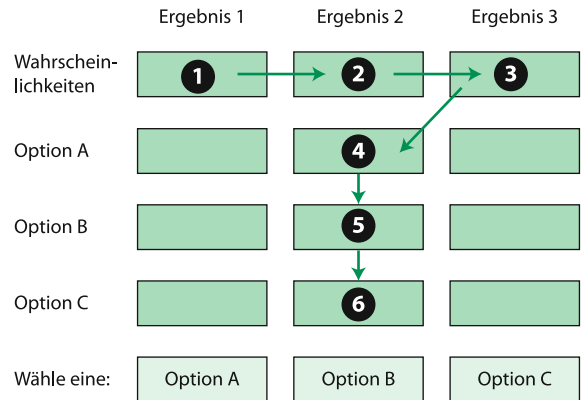 Ergebnis 1 Ergebnis 2 Ergebnis 3
Wahrschein-
lichkeiten
1 2 3
Option A 4
Option B 5
Option C 6
Wähle eine: Option A Option B Option C